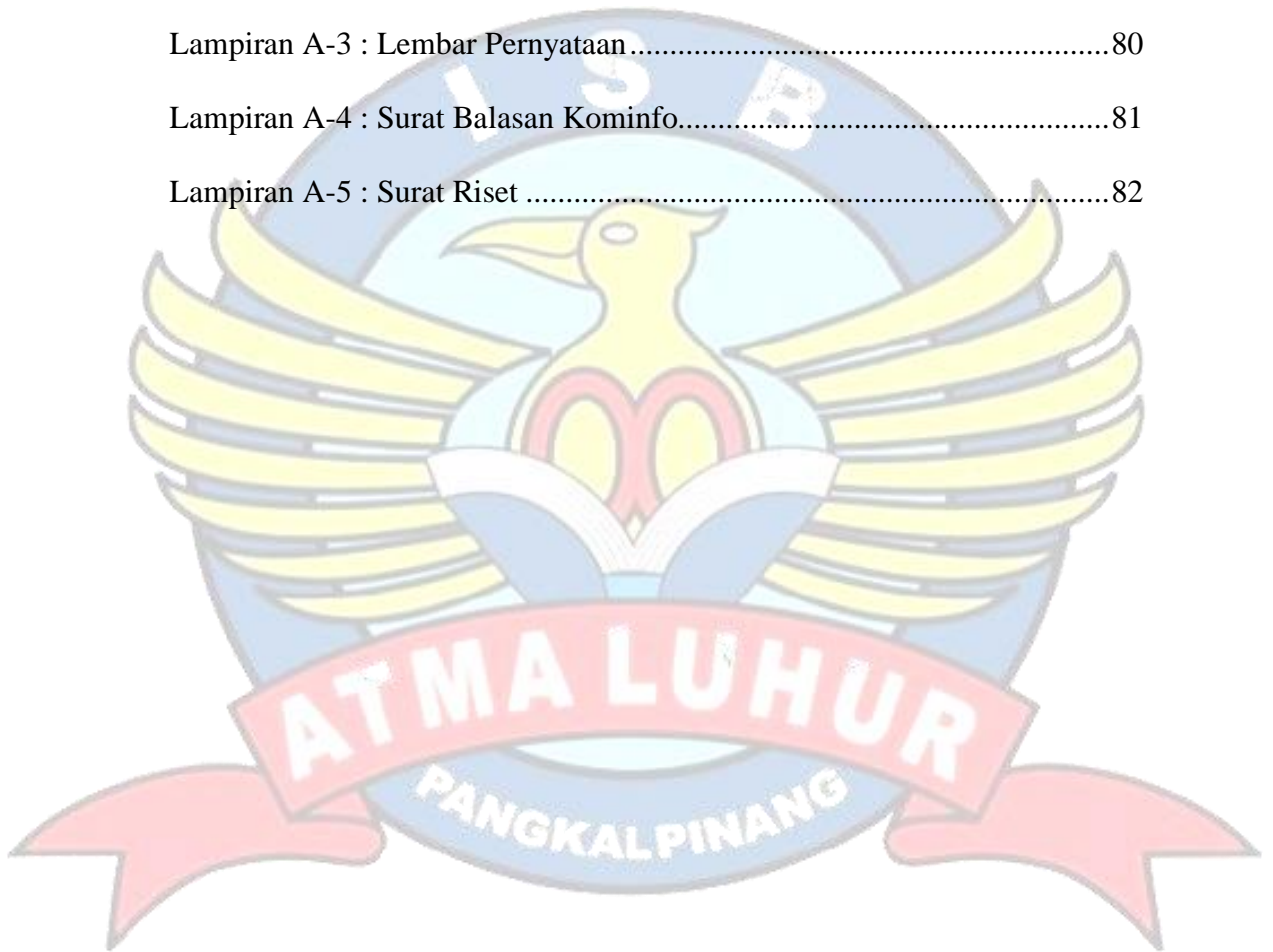 Lampiran A-3 : Lembar Pernyataan............................................................80
Lampiran A-4 : Surat Balasan Kominfo......................................................81
Lampiran A-5 : Surat Riset ..........................................................................82
I S B
ATMA LUHUR
PANGKALPINANG